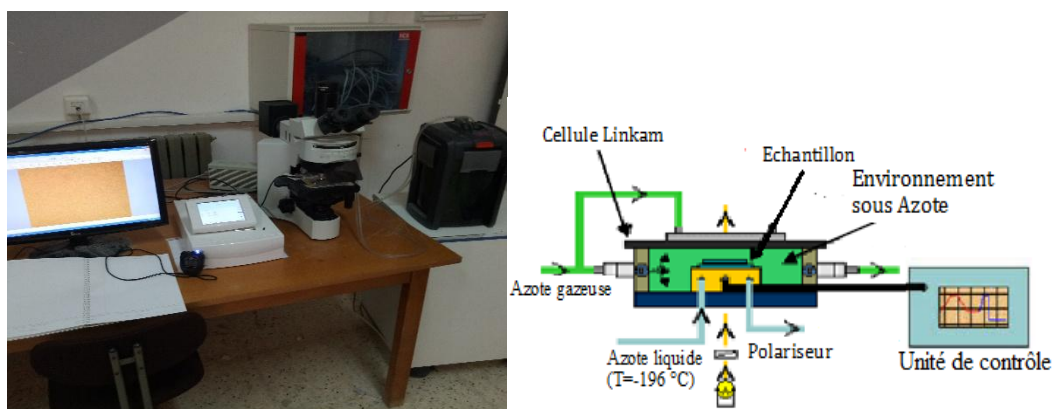 Cellule Linkam
Echantillon
Environnement
sous Azote
Azote gazeuse
Azote liquide
(T=-196 °C)
Polariseur
Unité de contrôle